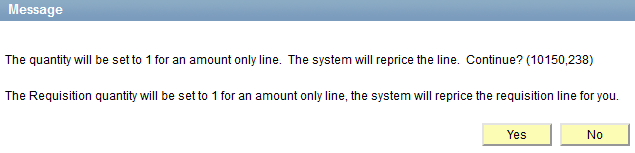 Message
The quantity will be set to 1 for an amount only line.  The system will reprice the line.  Continue? (10150,238)
The Requisition quantity will be set to 1 for an amount only line, the system will reprice the requisition line for you.
Yes No